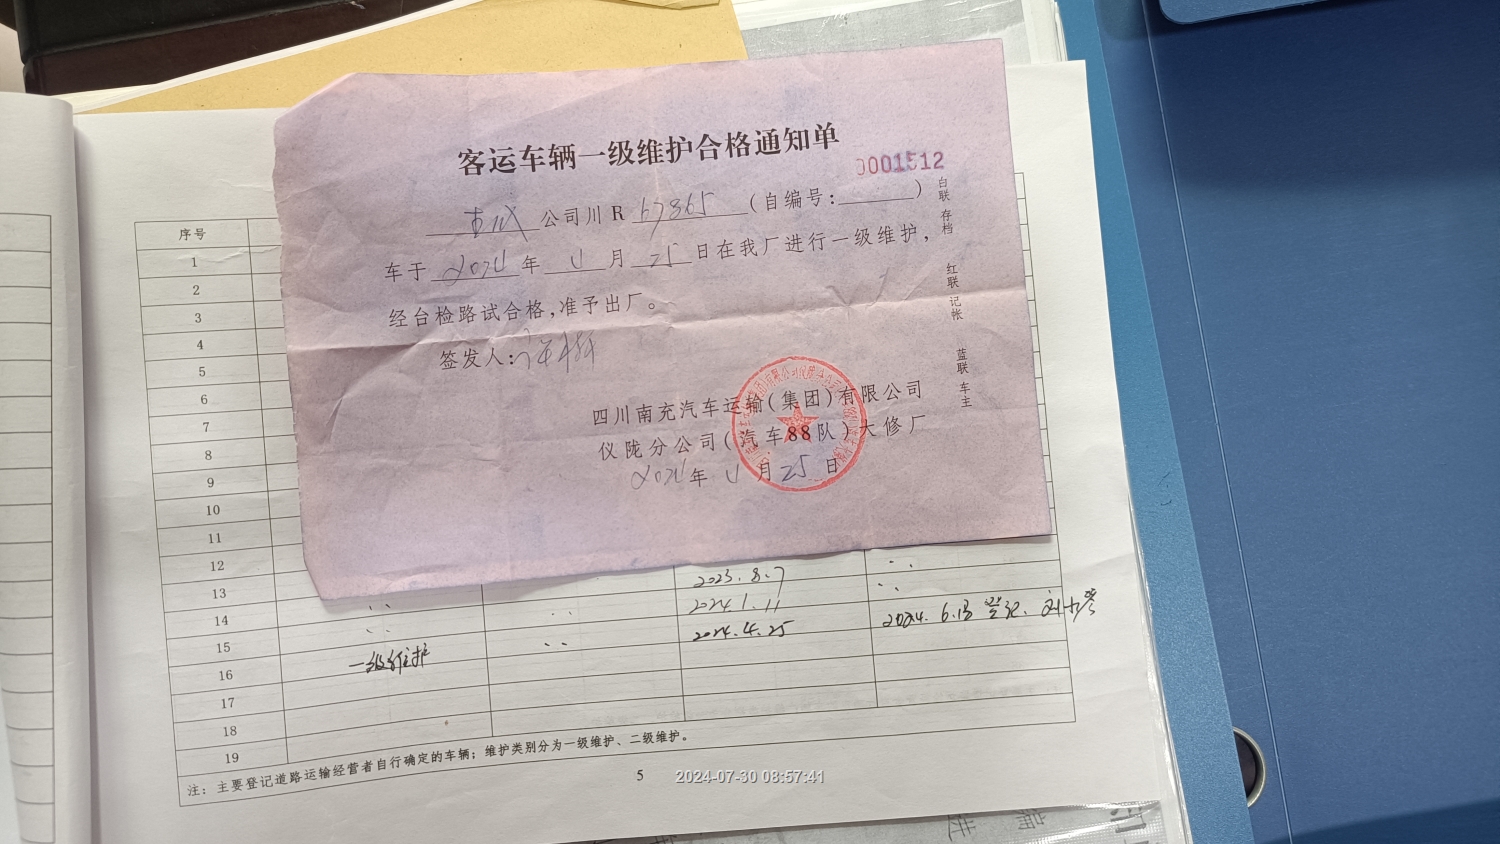 客运车辆一级维护合格通知单
0001512
公司川R 67865 (自编号: )
车于 2024 年 4 月 25 日在我厂进行一级维护,
经台检路试合格,准予出厂。
签发人:
四川南充汽车运输(集团)有限公司
仪陇分公司(汽车88队)大修厂
2024年 4 月 25 日
白联 存档 红联 记帐 蓝联 车主
序号
1
2
3
4
5
6
7
8
9
10
11
12
13 2023.8.7
14 2024.1.11
15 一级维护 2024.4.25 2024.6.13 登记.
16
17
18
19
注:主要登记道路运输经营者自行确定的车辆;维护类别分为一级维护、二级维护。
5
2024-07-30 08:57:41